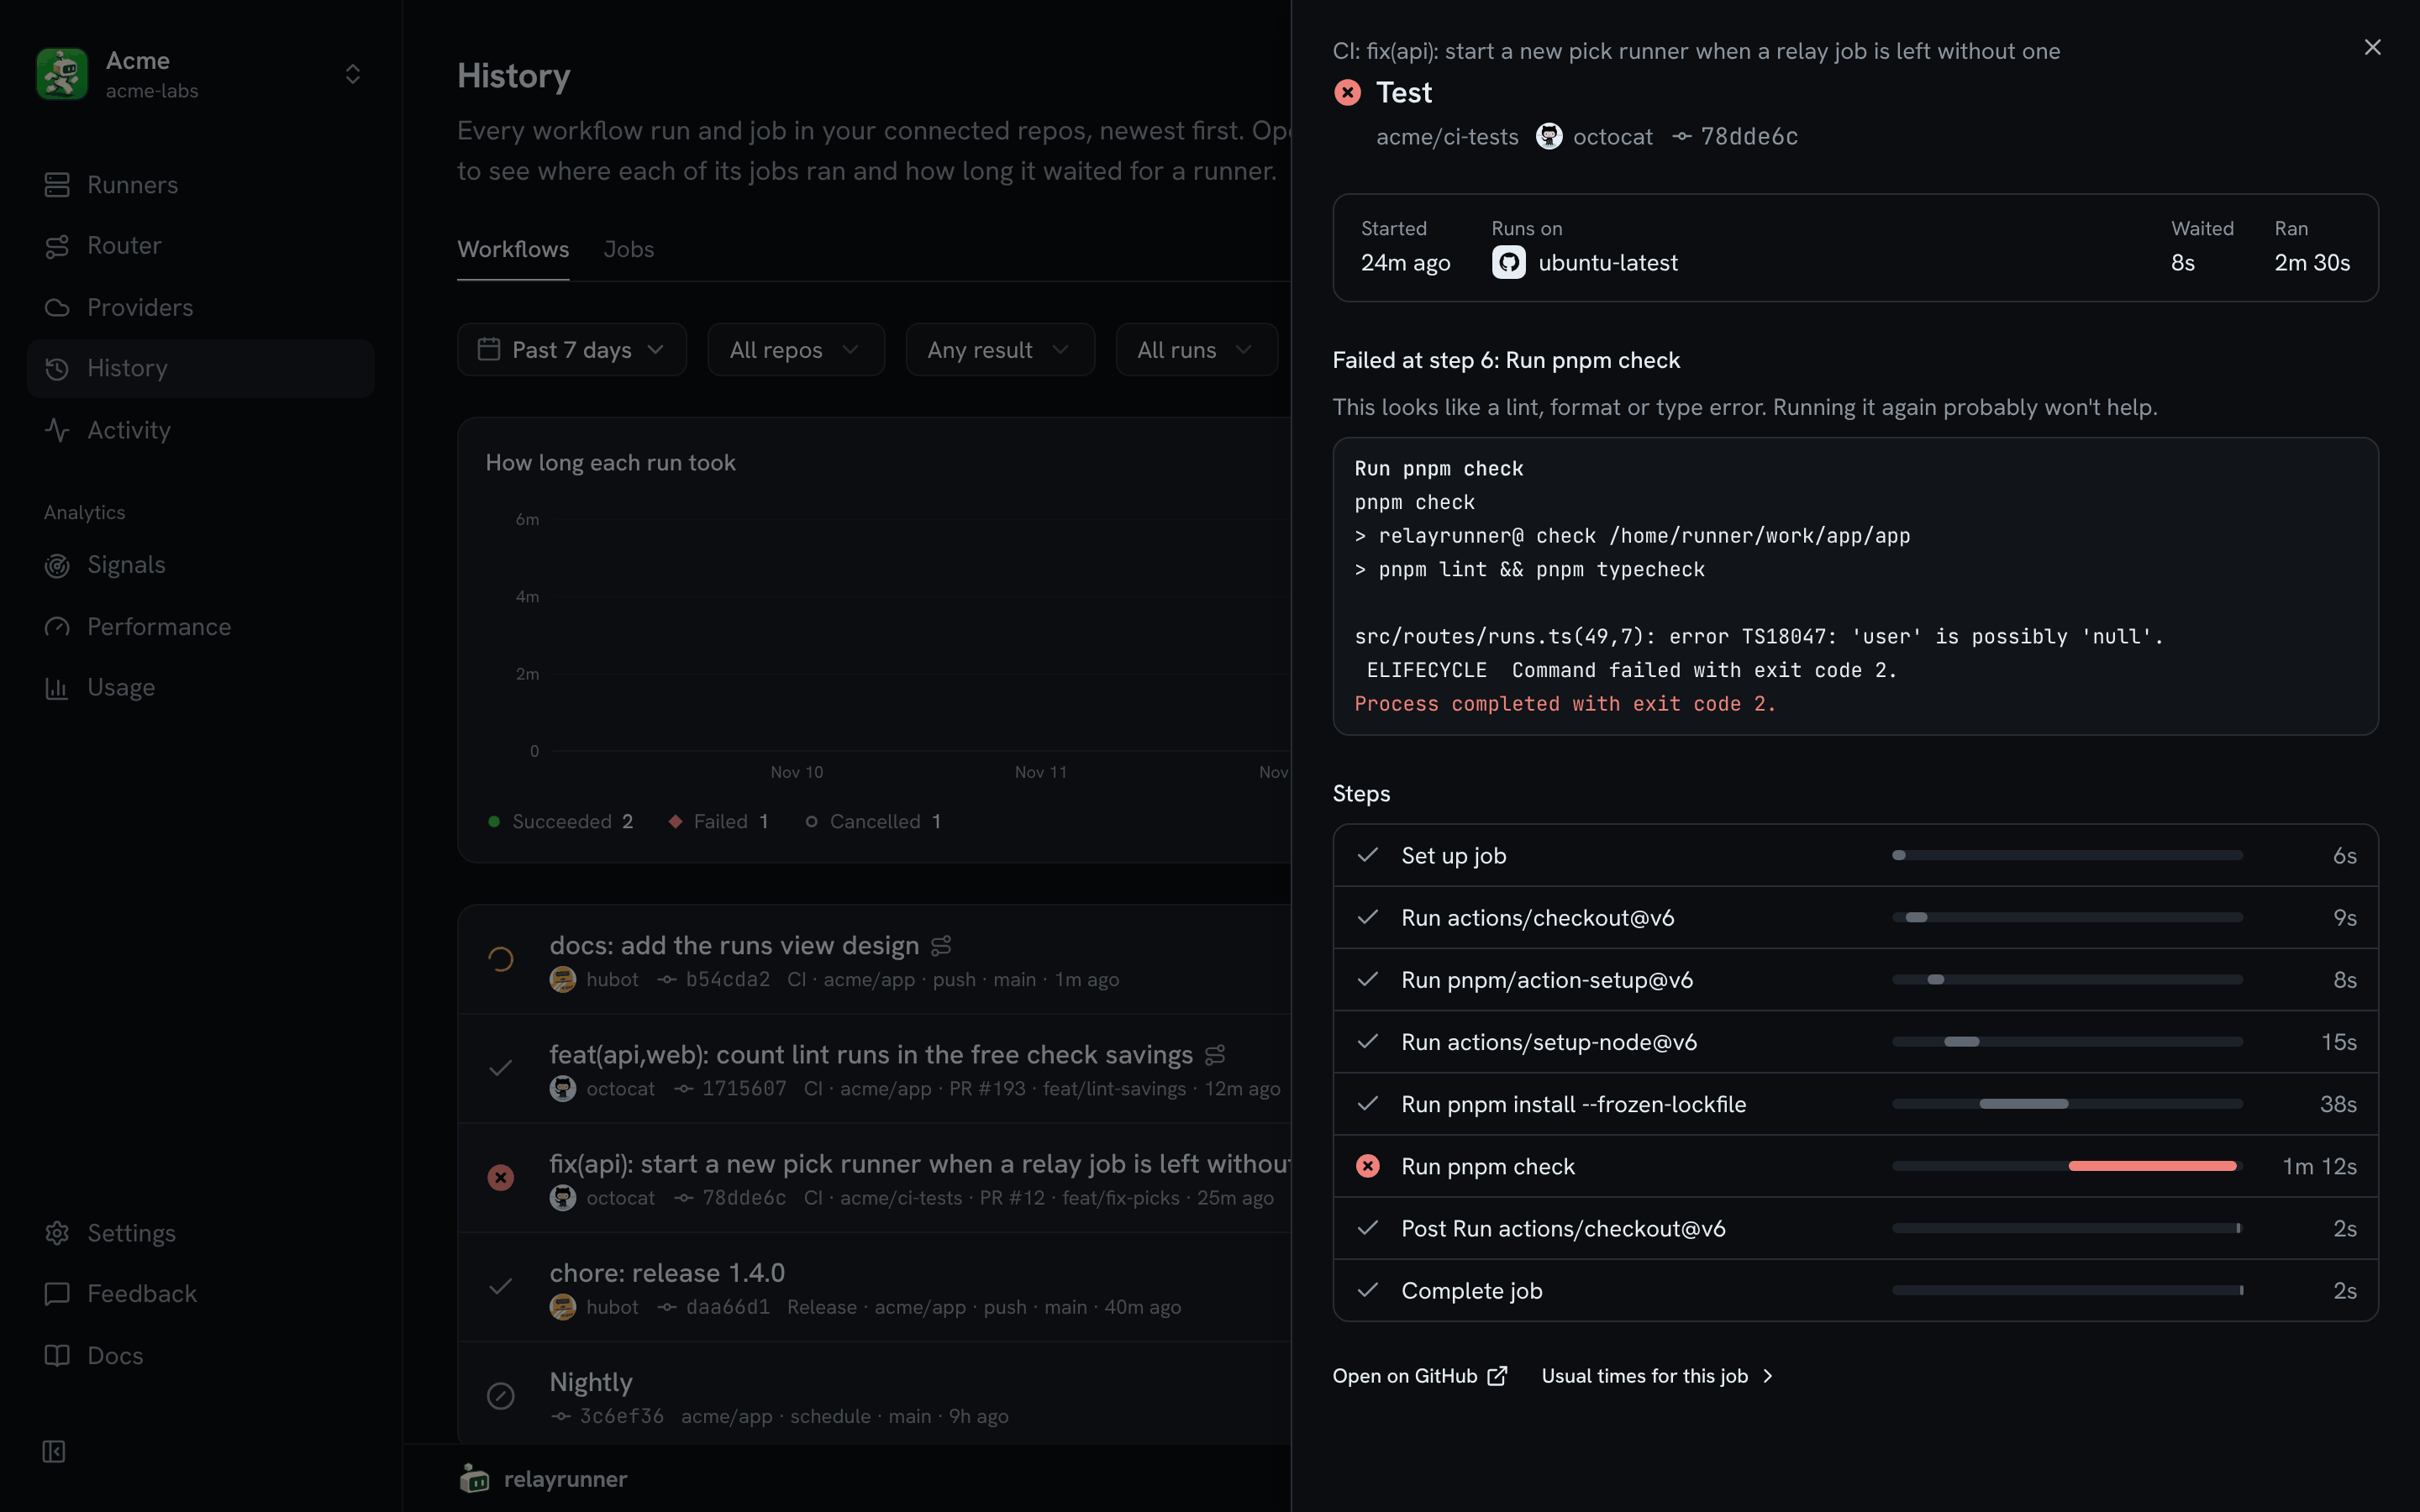 Acme
acme-labs
Runners
Router
Providers
History
Activity
Analytics
Signals
Performance
Usage
Settings
Feedback
Docs
History
Every workflow run and job in your connected repos, newest first.
to see where each of its jobs ran and how long it waited for a runner.
Workflows Jobs
Past 7 days All repos Any result All runs
How long each run took
6m
4m
2m
0
Nov 10 Nov 11 Nov
Succeeded 2 Failed 1 Cancelled 1
docs: add the runs view design
hubot b54cda2 CI · acme/app · push · main · 1m ago
feat(api,web): count lint runs in the free check savings
octocat 1715607 CI · acme/app · PR #193 · feat/lint-savings · 12m ago
fix(api): start a new pick runner when a relay job is left
octocat 78dde6c CI · acme/ci-tests · PR #12 · feat/fix-picks · 25m ago
chore: release 1.4.0
hubot daa66d1 Release · acme/app · push · main · 40m ago
Nightly
3c6ef36 acme/app · schedule · main · 9h ago
relayrunner
CI: fix(api): start a new pick runner when a relay job is left without one
Test
acme/ci-tests octocat 78dde6c
Started Runs on Waited Ran
24m ago ubuntu-latest 8s 2m 30s
Failed at step 6: Run pnpm check
This looks like a lint, format or type error. Running it again probably won't help.
Run pnpm check
pnpm check
> relayrunner@ check /home/runner/work/app/app
> pnpm lint && pnpm typecheck
src/routes/runs.ts(49,7): error TS18047: 'user' is possibly 'null'.
ELIFECYCLE  Command failed with exit code 2.
Process completed with exit code 2.
Steps
Set up job 6s
Run actions/checkout@v6 9s
Run pnpm/action-setup@v6 8s
Run actions/setup-node@v6 15s
Run pnpm install --frozen-lockfile 38s
Run pnpm check 1m 12s
Post Run actions/checkout@v6 2s
Complete job 2s
Open on GitHub Usual times for this job